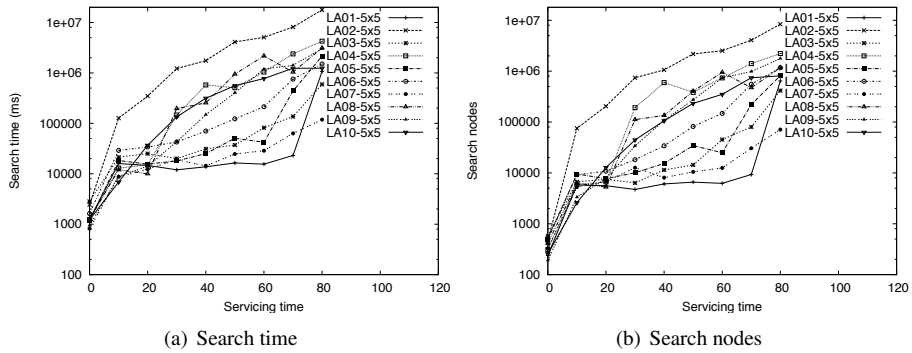 1e+07
1e+06
100000
10000
1000
100
Search time (ms)
0 20 40 60 80 100 120
Servicing time
LA01-5x5
LA02-5x5
LA03-5x5
LA04-5x5
LA05-5x5
LA06-5x5
LA07-5x5
LA08-5x5
LA09-5x5
LA10-5x5
(a) Search time
1e+07
1e+06
100000
10000
1000
100
Search nodes
0 20 40 60 80 100 120
Servicing time
LA01-5x5
LA02-5x5
LA03-5x5
LA04-5x5
LA05-5x5
LA06-5x5
LA07-5x5
LA08-5x5
LA09-5x5
LA10-5x5
(b) Search nodes